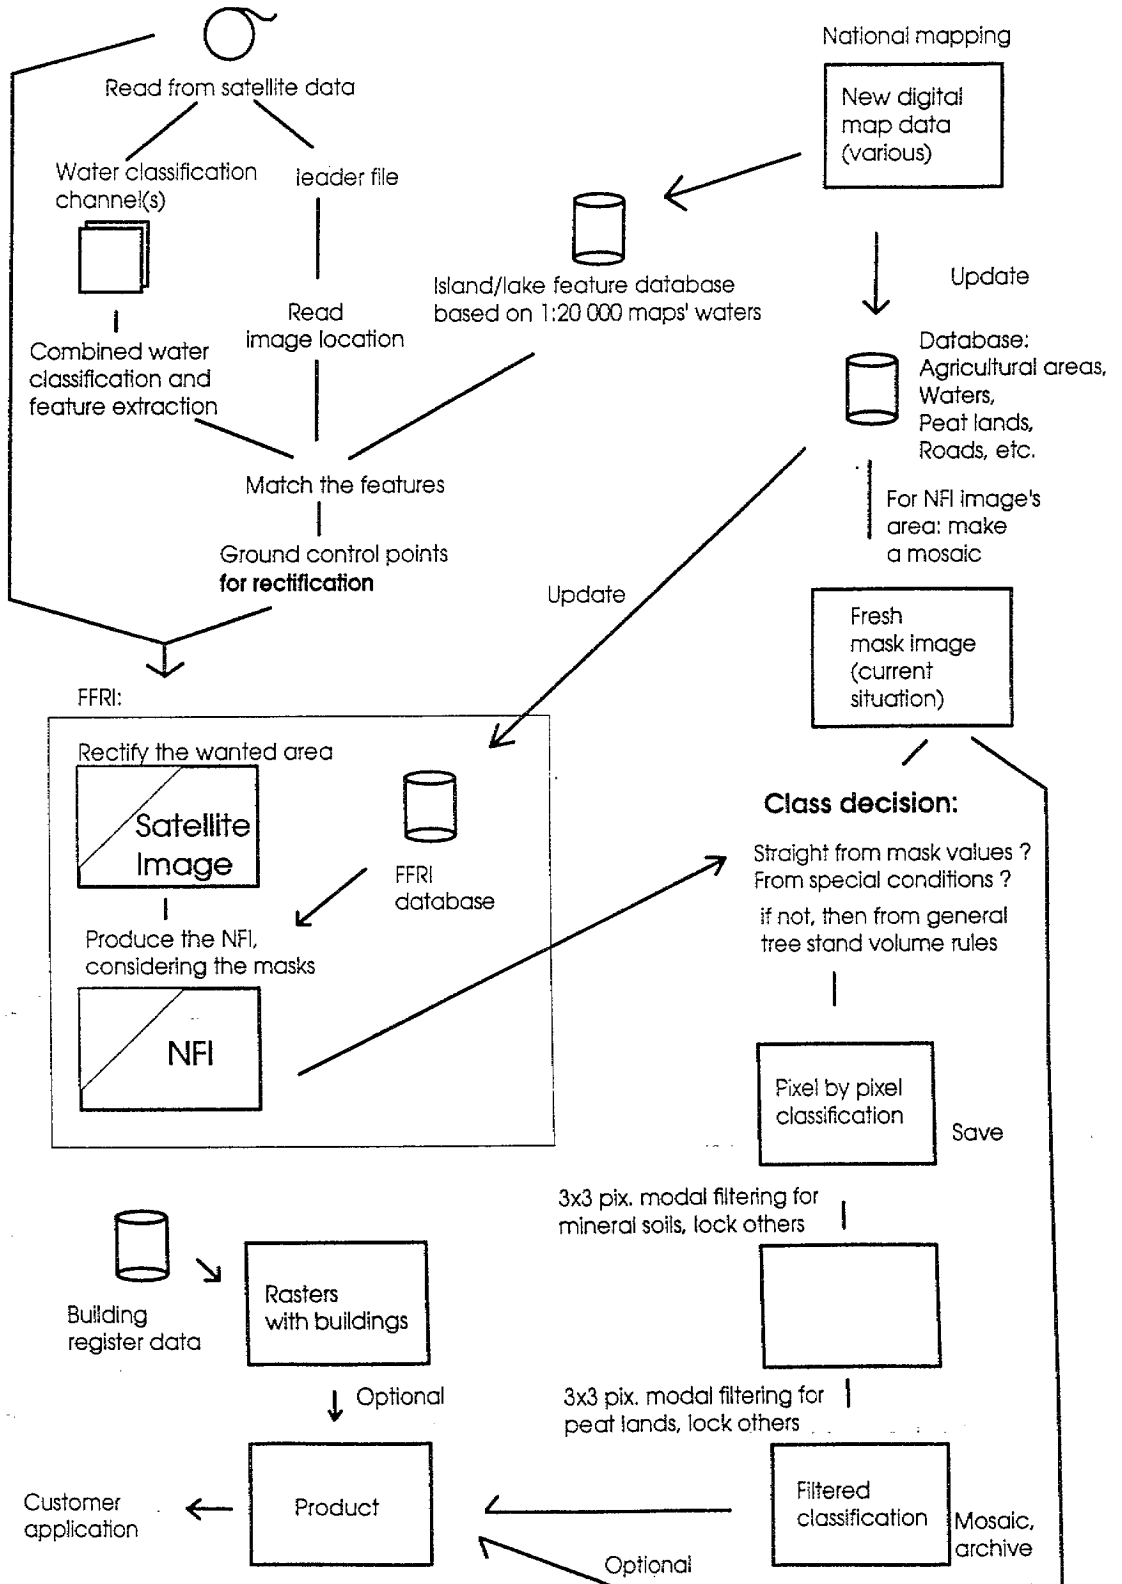 National mapping
New digital
map data
(various)
Read from satellite data
Water classification
channel(s)
leader file
Island/lake feature database
based on 1:20 000 maps' waters
Update
Read
image location
Combined water
classification and
feature extraction
Database:
Agricultural areas,
Waters,
Peat lands,
Roads, etc.
Match the features
For NFI image's
area: make
a mosaic
Ground control points
for rectification
Update
Fresh
mask image
(current
situation)
FFRI:
Rectify the wanted area
Satellite
Image
FFRI
database
Produce the NFI,
considering the masks
NFI
Class decision:
Straight from mask values ?
From special conditions ?
if not, then from general
tree stand volume rules
Pixel by pixel
classification
Save
3x3 pix. modal filtering for
mineral soils, lock others
Building
register data
Rasters
with buildings
Optional
3x3 pix. modal filtering for
peat lands, lock others
Customer
application
Product
Filtered
classification
Mosaic,
archive
Optional